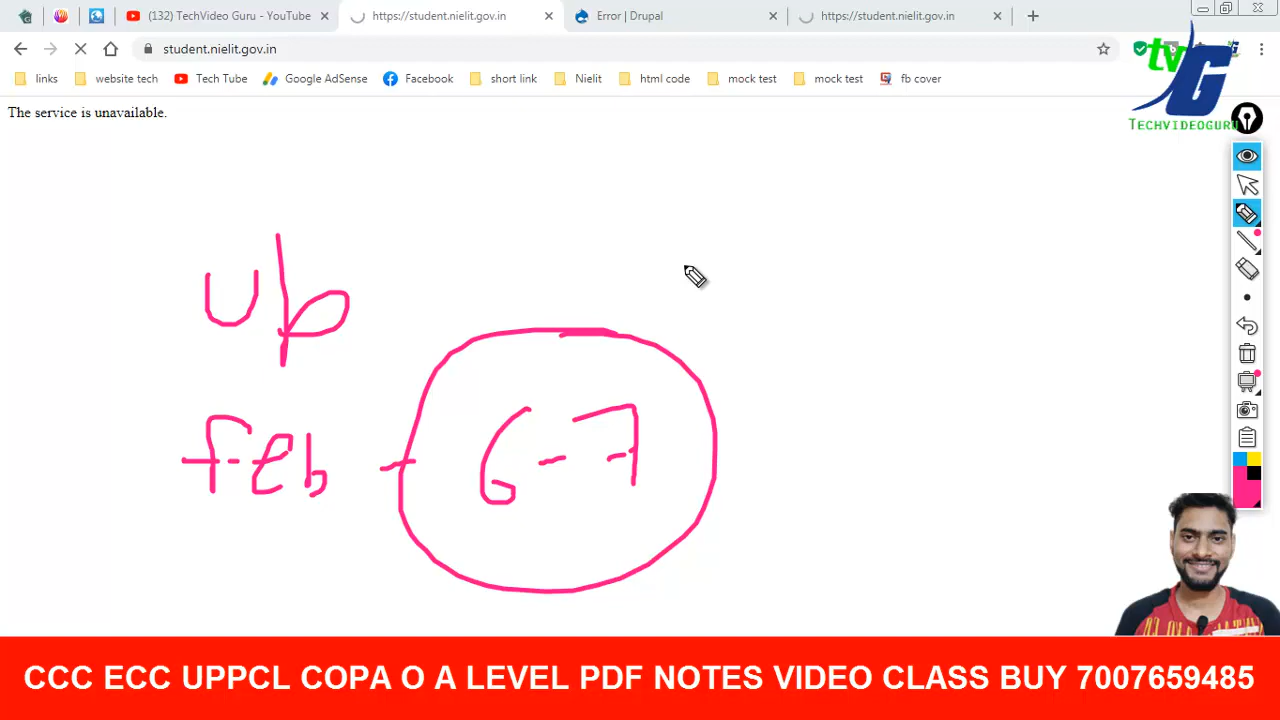 (132) TechVideo Guru - YouTube
https://student.nielit.gov.in
Error | Drupal
https://student.nielit.gov.in
student.nielit.gov.in
links
website tech
Tech Tube
Google AdSense
Facebook
short link
Nielit
html code
mock test
mock test
fb cover
The service is unavailable.
tv G
TECHVIDEOGURU
up
feb - 6 - 7
CCC ECC UPPCL COPA O A LEVEL PDF NOTES VIDEO CLASS BUY 7007659485